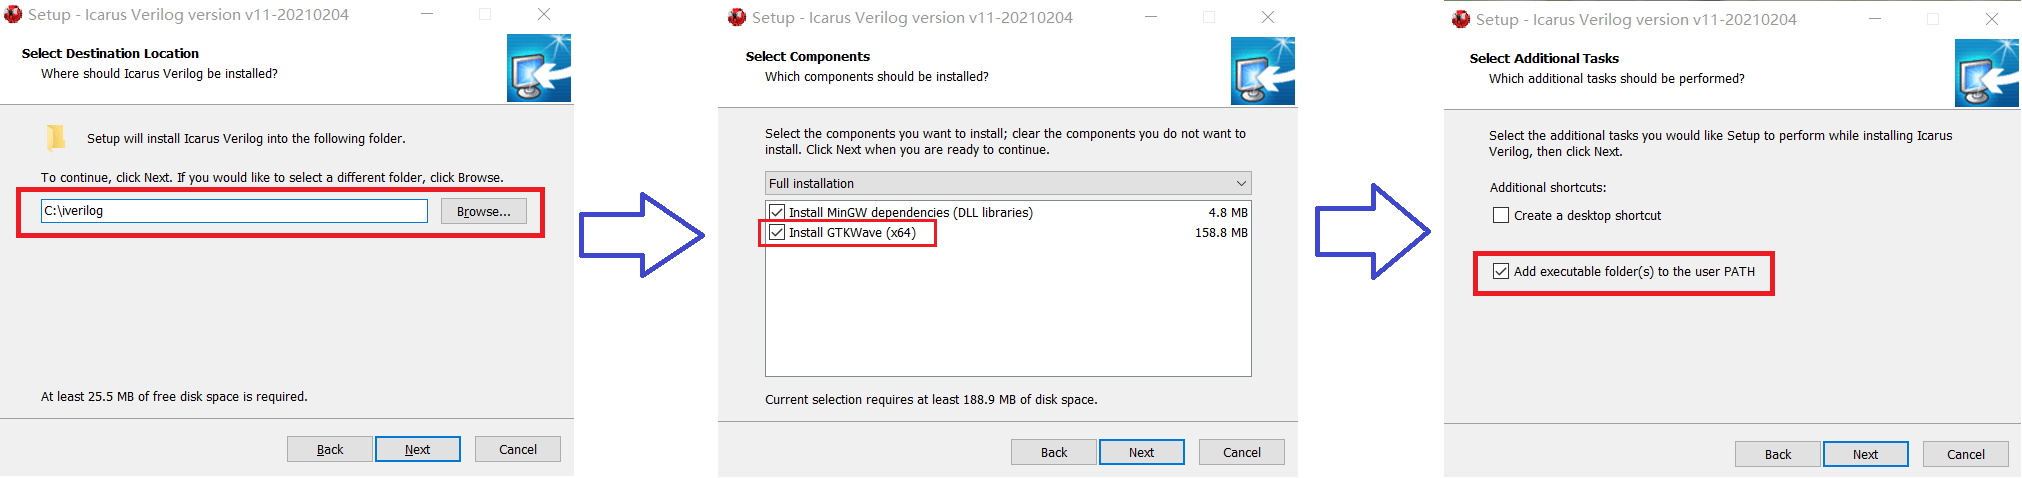 Setup - Icarus Verilog version v11-20210204
Select Destination Location
Where should Icarus Verilog be installed?
Setup will install Icarus Verilog into the following folder.
To continue, click Next. If you would like to select a different folder, click Browse.
C:\iverilog
Browse...
At least 25.5 MB of free disk space is required.
Back
Next
Cancel
Setup - Icarus Verilog version v11-20210204
Select Components
Which components should be installed?
Select the components you want to install; clear the components you do not want to
install. Click Next when you are ready to continue.
Full installation
Install MinGW dependencies (DLL libraries) 4.8 MB
Install GTKWave (x64) 158.8 MB
Current selection requires at least 188.9 MB of disk space.
Back
Next
Cancel
Setup - Icarus Verilog version v11-20210204
Select Additional Tasks
Which additional tasks should be performed?
Select the additional tasks you would like Setup to perform while installing Icarus
Verilog, then click Next.
Additional shortcuts:
Create a desktop shortcut
Add executable folder(s) to the user PATH
Back
Next
Cancel